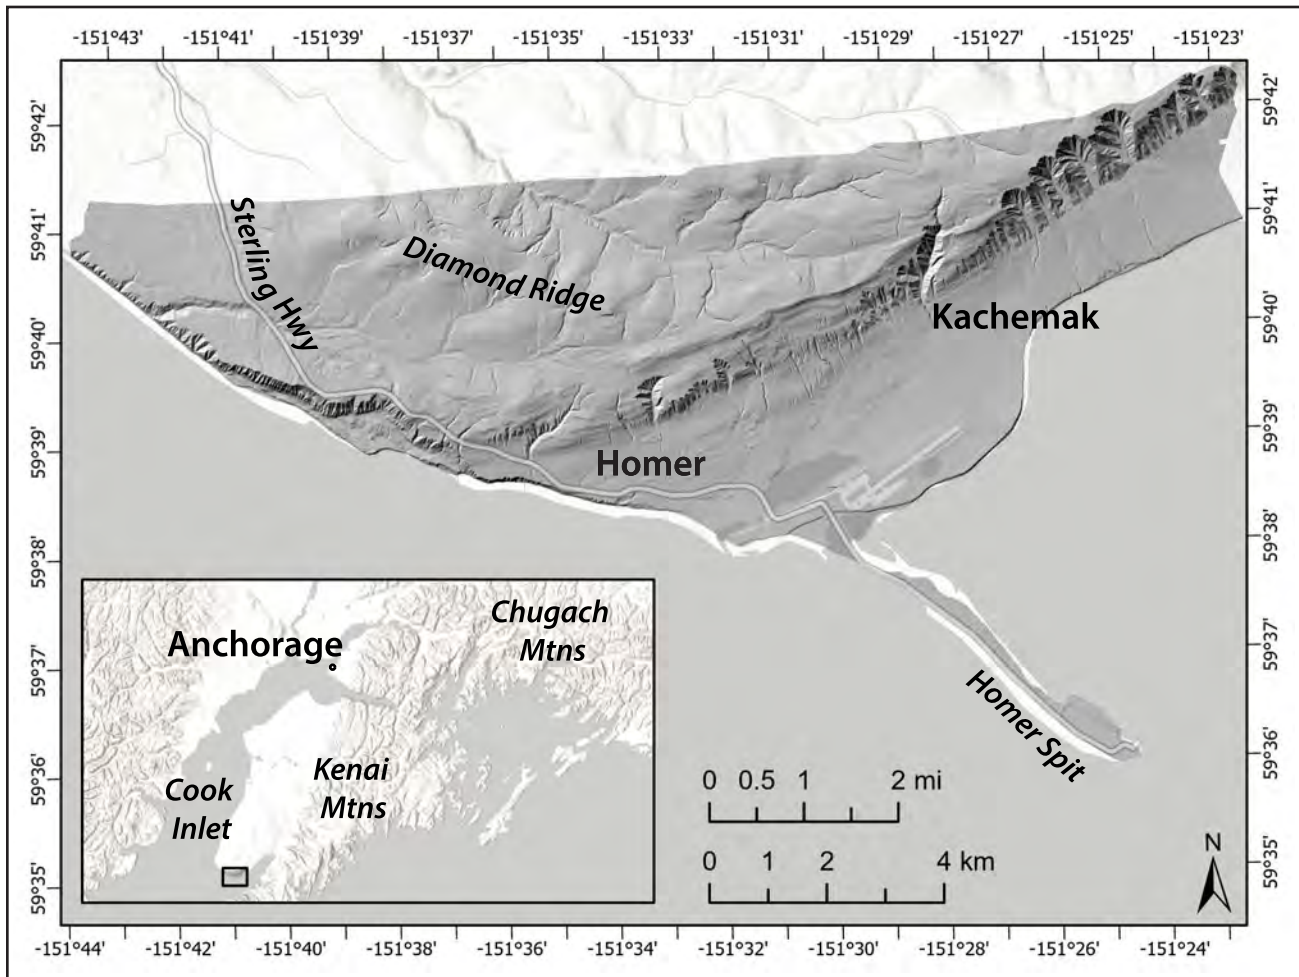 -151°43' -151°41' -151°39' -151°37' -151°35' -151°33' -151°31' -151°29' -151°27' -151°25' -151°23'
59°42'
59°42'
59°41'
59°41'
Sterling Hwy
Diamond Ridge
59°40'
Kachemak
59°40'
59°39'
Homer
59°39'
59°38'
59°38'
Chugach
Mtns
Anchorage
59°37'
59°37'
Homer Spit
Kenai
Mtns
Cook
Inlet
59°36'
59°36'
0 0.5 1 2 mi
0 1 2 4 km
N
59°35'
59°35'
-151°44' -151°42' -151°40' -151°38' -151°36' -151°34' -151°32' -151°30' -151°28' -151°26' -151°24'